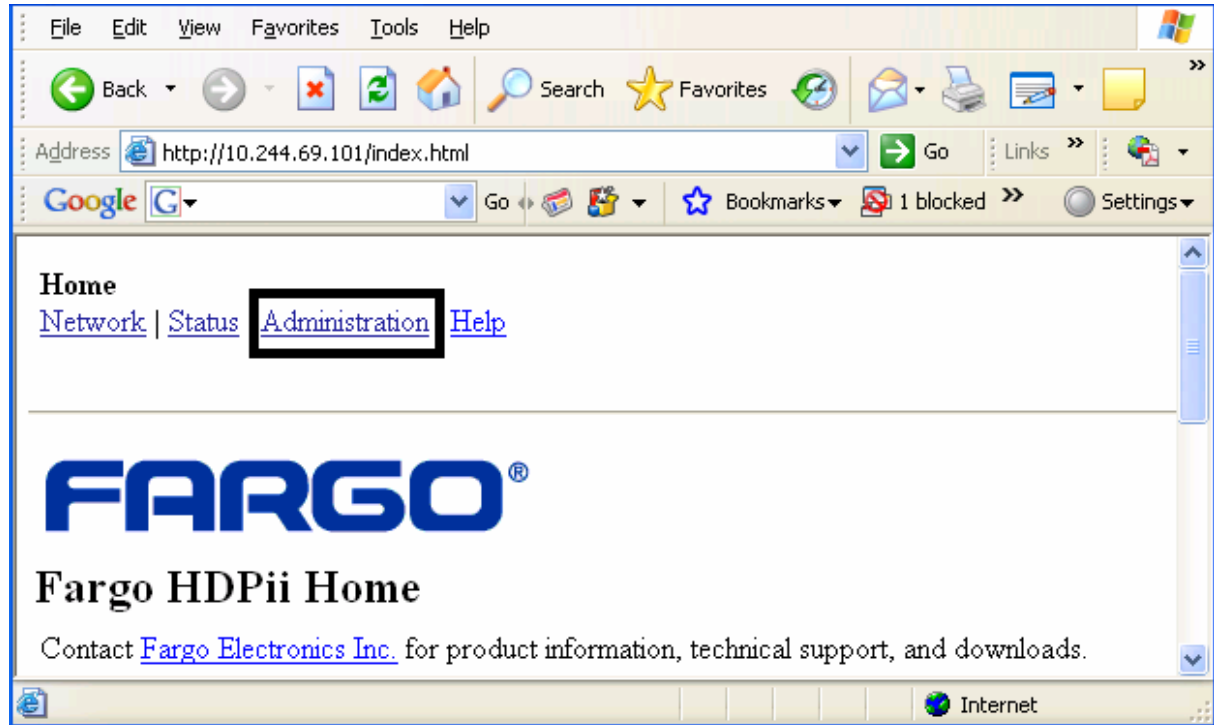 File Edit View Favorites Tools Help
Back Search Favorites »
Address http://10.244.69.101/index.html Go Links »
Google G Go 1 blocked Bookmarks » Settings
Home
Network | Status Administration Help
FARGO®
Fargo HDPii Home
Contact Fargo Electronics Inc. for product information, technical support, and downloads.
Internet